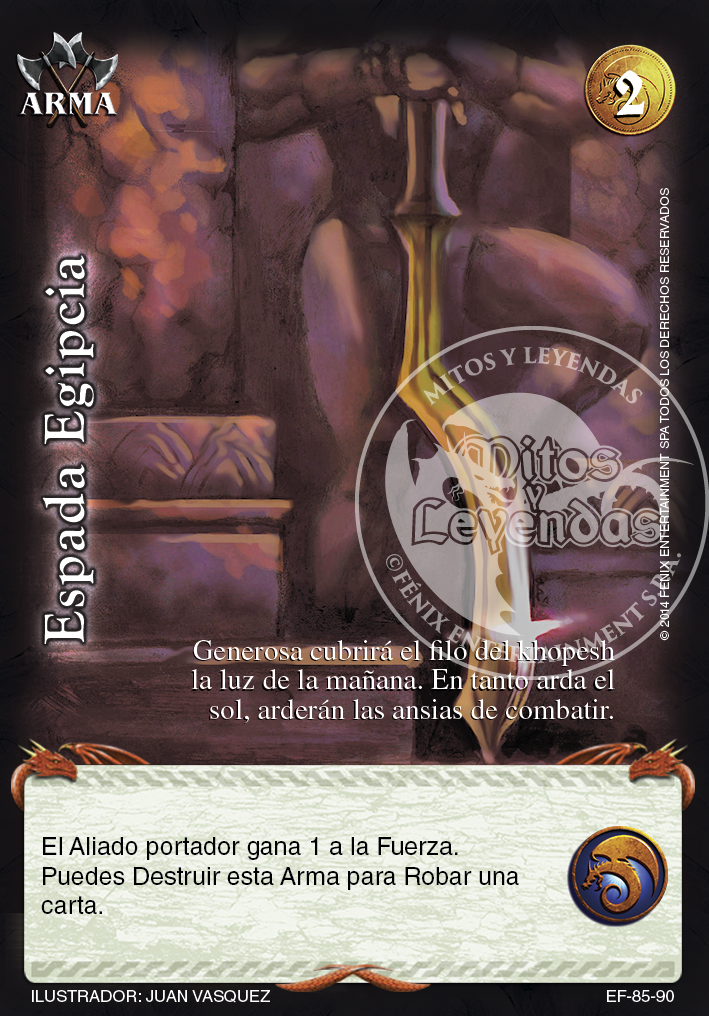 ARMA
2
Espada Egipcia
© 2014 FÉNIX ENTERTAINMENT SPA TODOS LOS DERECHOS RESERVADOS
MITOS Y LEYENDAS
Mitos
y
Leyendas
© FÉNIX ENTERTAINMENT S.P.A.
Generosa cubrirá el filo del khopesh
la luz de la mañana. En tanto arda el
sol, arderán las ansias de combatir.
El Aliado portador gana 1 a la Fuerza.
Puedes Destruir esta Arma para Robar una
carta.
ILUSTRADOR: JUAN VASQUEZ
EF-85-90